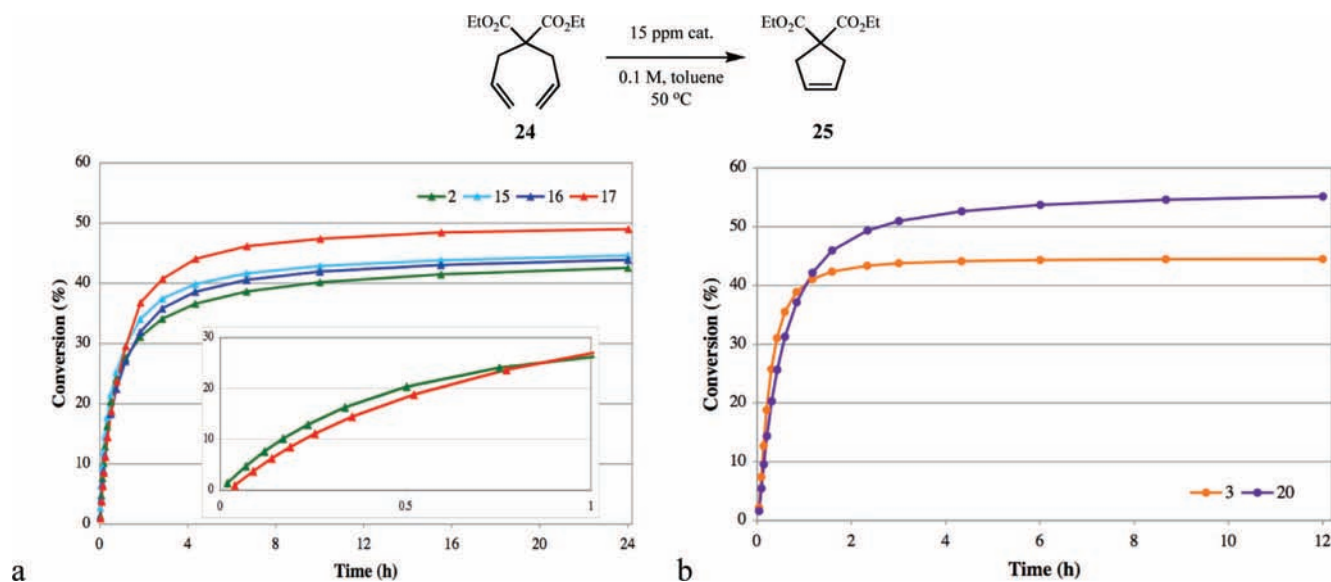 EtO₂C CO₂Et
15 ppm cat.
0.1 M, toluene
50 °C
EtO₂C CO₂Et
24
25
60
50
40
30
20
10
0
Conversion (%)
2 15 16 17
30
20
10
0
0 0.5 1
0 4 8 12 16 20 24
Time (h)
a
60
50
40
30
20
10
0
Conversion (%)
3 20
0 2 4 6 8 10 12
Time (h)
b